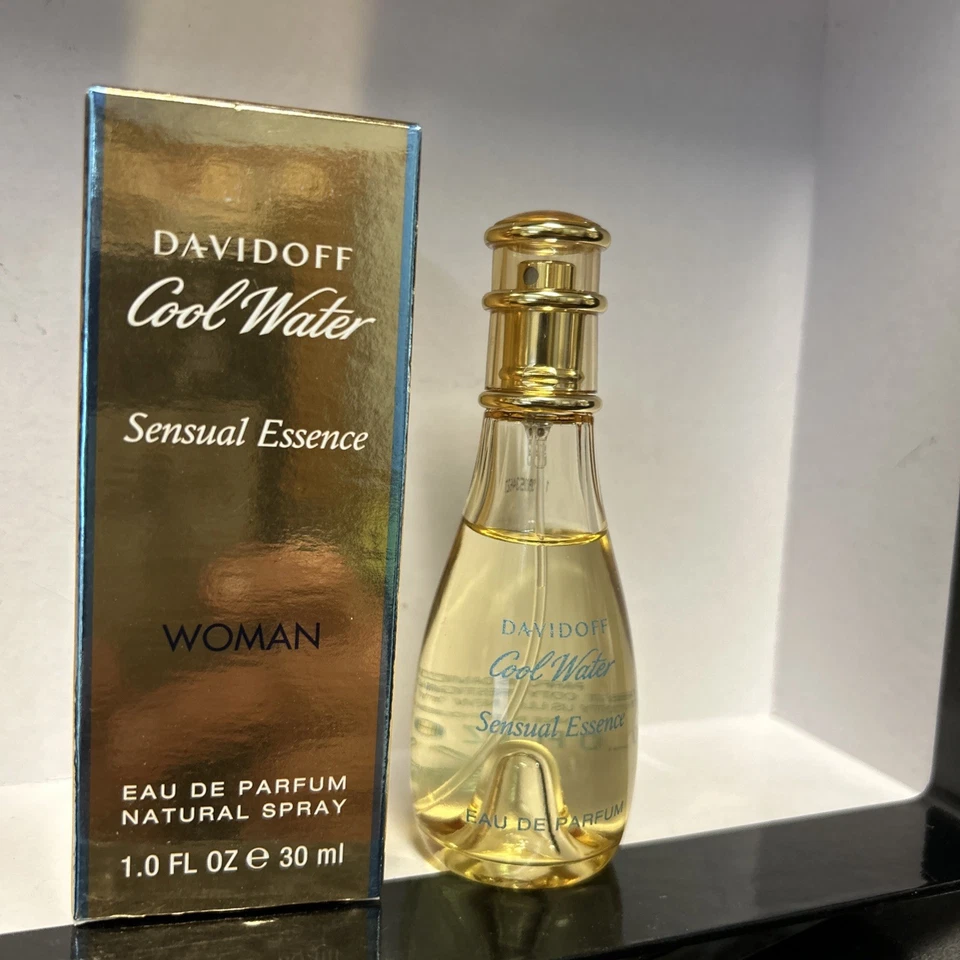 DAVIDOFF
Cool Water
Sensual Essence
WOMAN
EAU DE PARFUM
NATURAL SPRAY
1.0 FL OZ e 30 ml
DAVIDOFF
Cool Water
Sensual Essence
EAU DE PARFUM